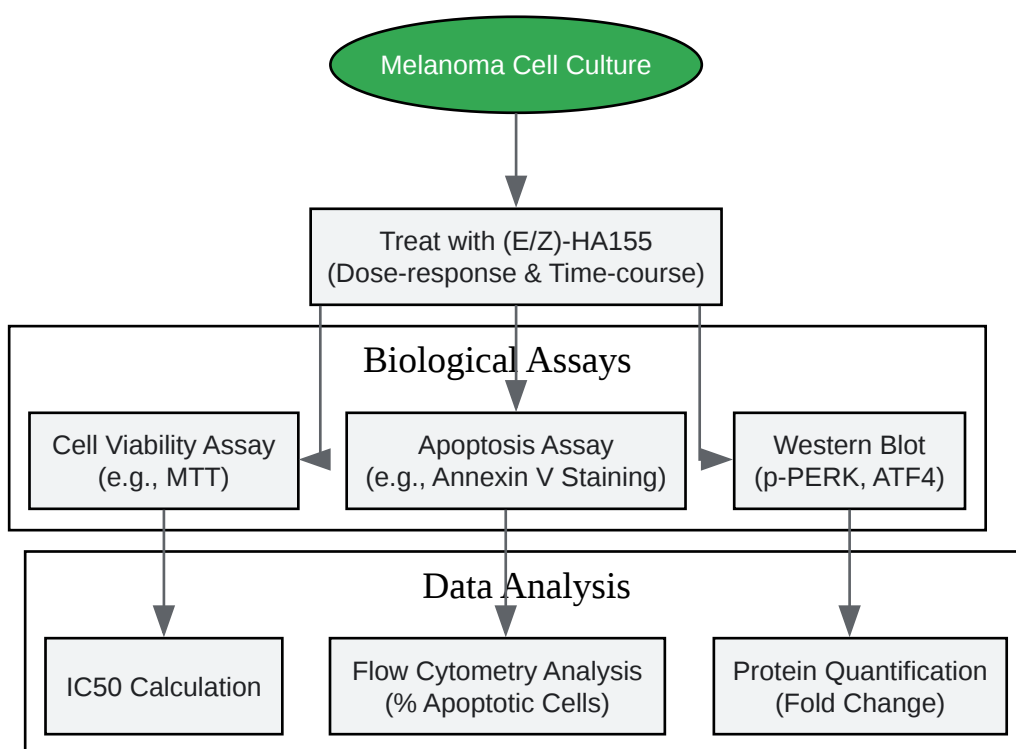 Melanoma Cell Culture
Treat with (E/Z)-HA155
(Dose-response & Time-course)
Biological Assays
Cell Viability Assay
(e.g., MTT)
Apoptosis Assay
(e.g., Annexin V Staining)
Western Blot
(p-PERK, ATF4)
Data Analysis
IC50 Calculation
Flow Cytometry Analysis
(% Apoptotic Cells)
Protein Quantification
(Fold Change)